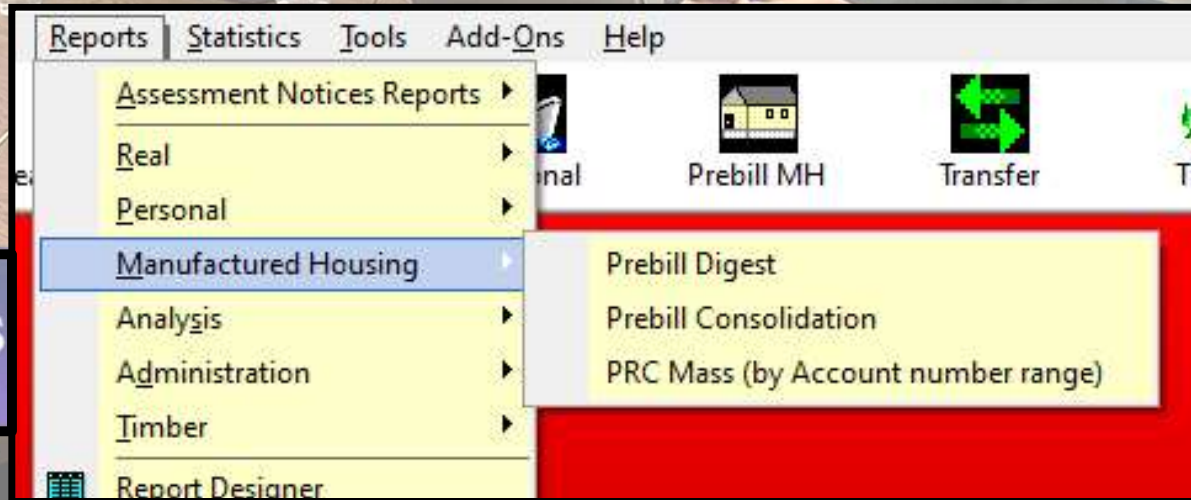 Reports Statistics Tools Add-Ons Help
Assessment Notices Reports
Real
Personal
Manufactured Housing
Analysis
Administration
Timber
Report Designer
Prebill MH Transfer
Prebill Digest
Prebill Consolidation
PRC Mass (by Account number range)